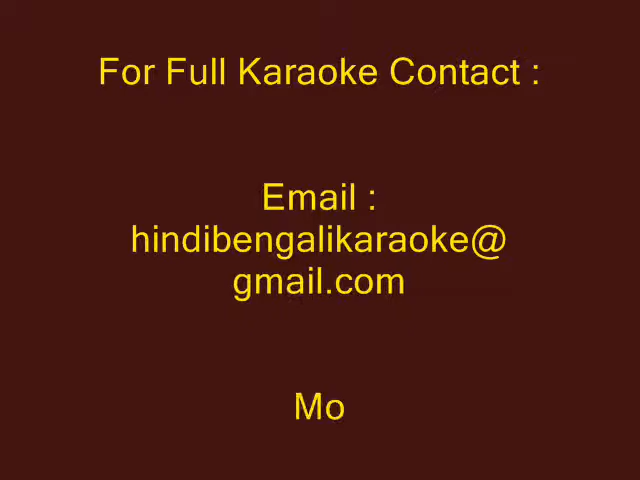 For Full Karaoke Contact :
Email :
hindibengalikaraoke@
gmail.com
Mo